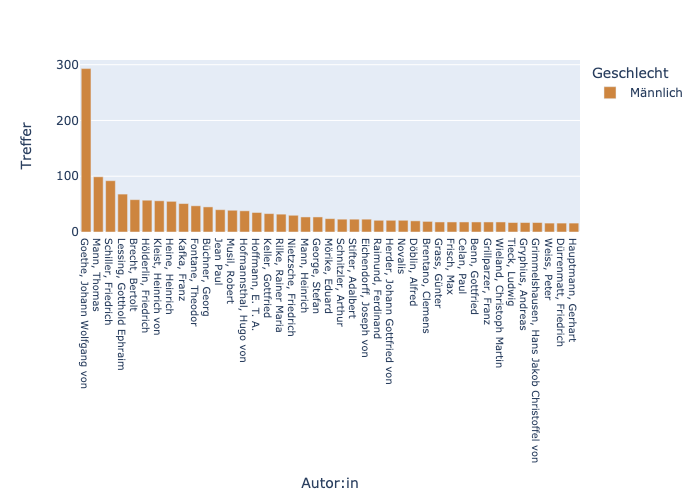 Geschlecht
Männlich
Treffer
300
200
100
0
Goethe, Johann Wolfgang von
Mann, Thomas
Schiller, Friedrich
Lessing, Gotthold Ephraim
Brecht, Bertolt
Hölderlin, Friedrich
Kleist, Heinrich von
Heine, Heinrich
Kafka, Franz
Fontane, Theodor
Büchner, Georg
Jean Paul
Musil, Robert
Hofmannsthal, Hugo von
Hoffmann, E. T. A.
Keller, Gottfried
Rilke, Rainer Maria
Nietzsche, Friedrich
Mann, Heinrich
George, Stefan
Mörike, Eduard
Schnitzler, Arthur
Stifter, Adalbert
Eichendorff, Joseph von
Raimund, Ferdinand
Herder, Johann Gottfried von
Novalis
Döblin, Alfred
Brentano, Clemens
Grass, Günter
Frisch, Max
Celan, Paul
Benn, Gottfried
Grillparzer, Franz
Wieland, Christoph Martin
Tieck, Ludwig
Gryphius, Andreas
Grimmelshausen, Hans Jakob Christoffel von
Weiss, Peter
Dürrenmatt, Friedrich
Hauptmann, Gerhart
Autor:in